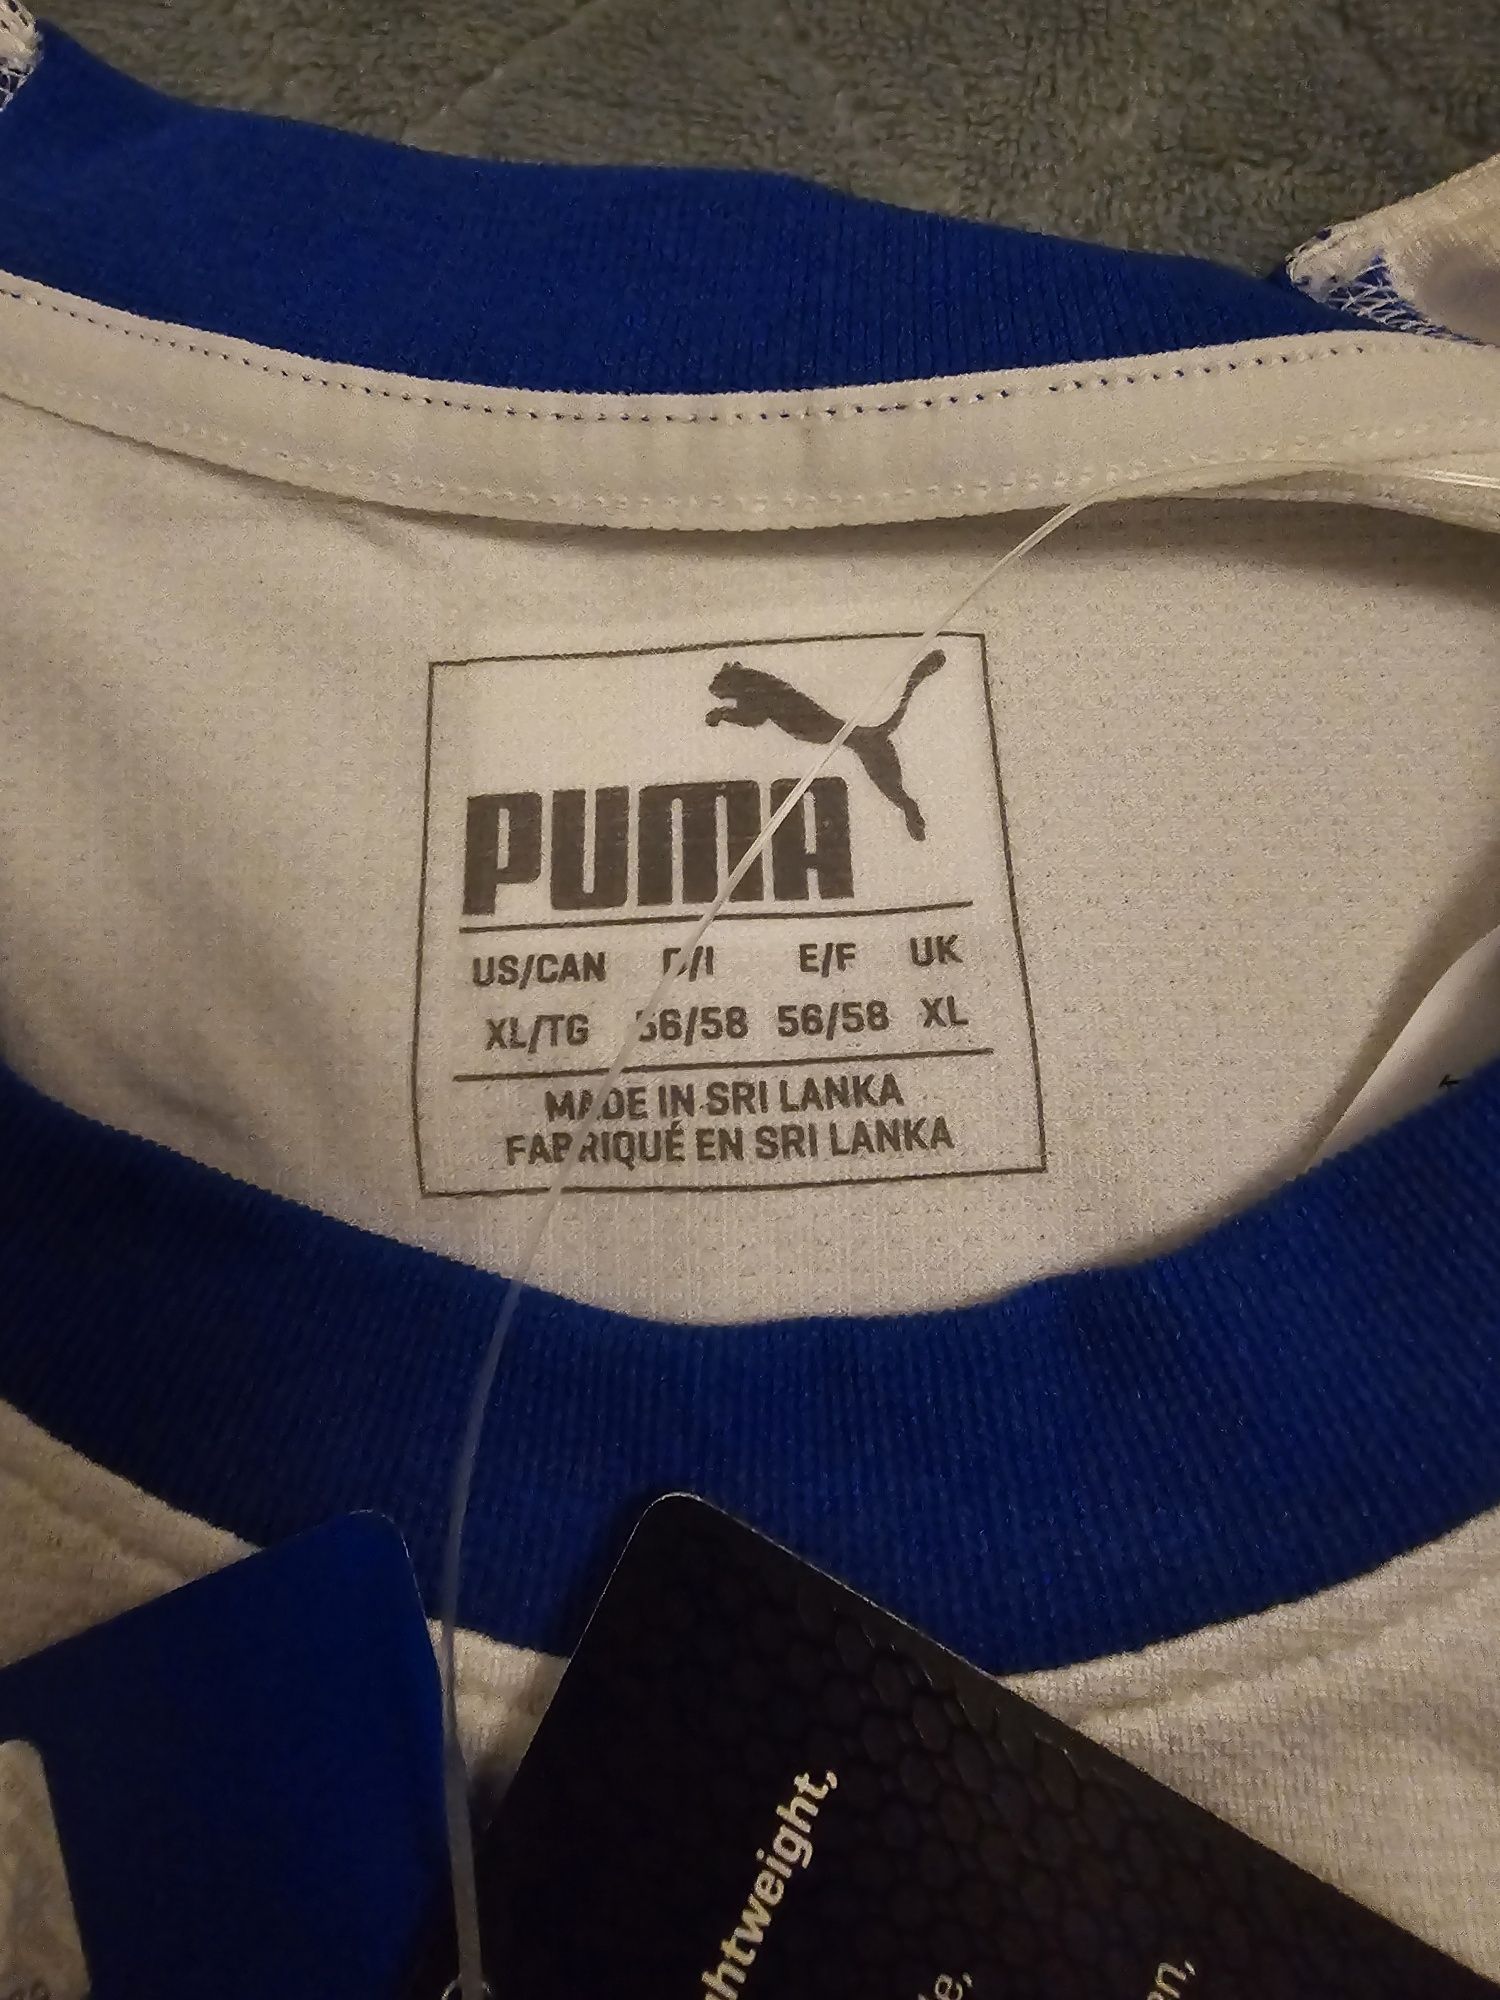 PUMA
US/CAN D/I E/F UK
XL/TG 56/58 56/58 XL
MADE IN SRI LANKA
FABRIQUÉ EN SRI LANKA
ghtweight,